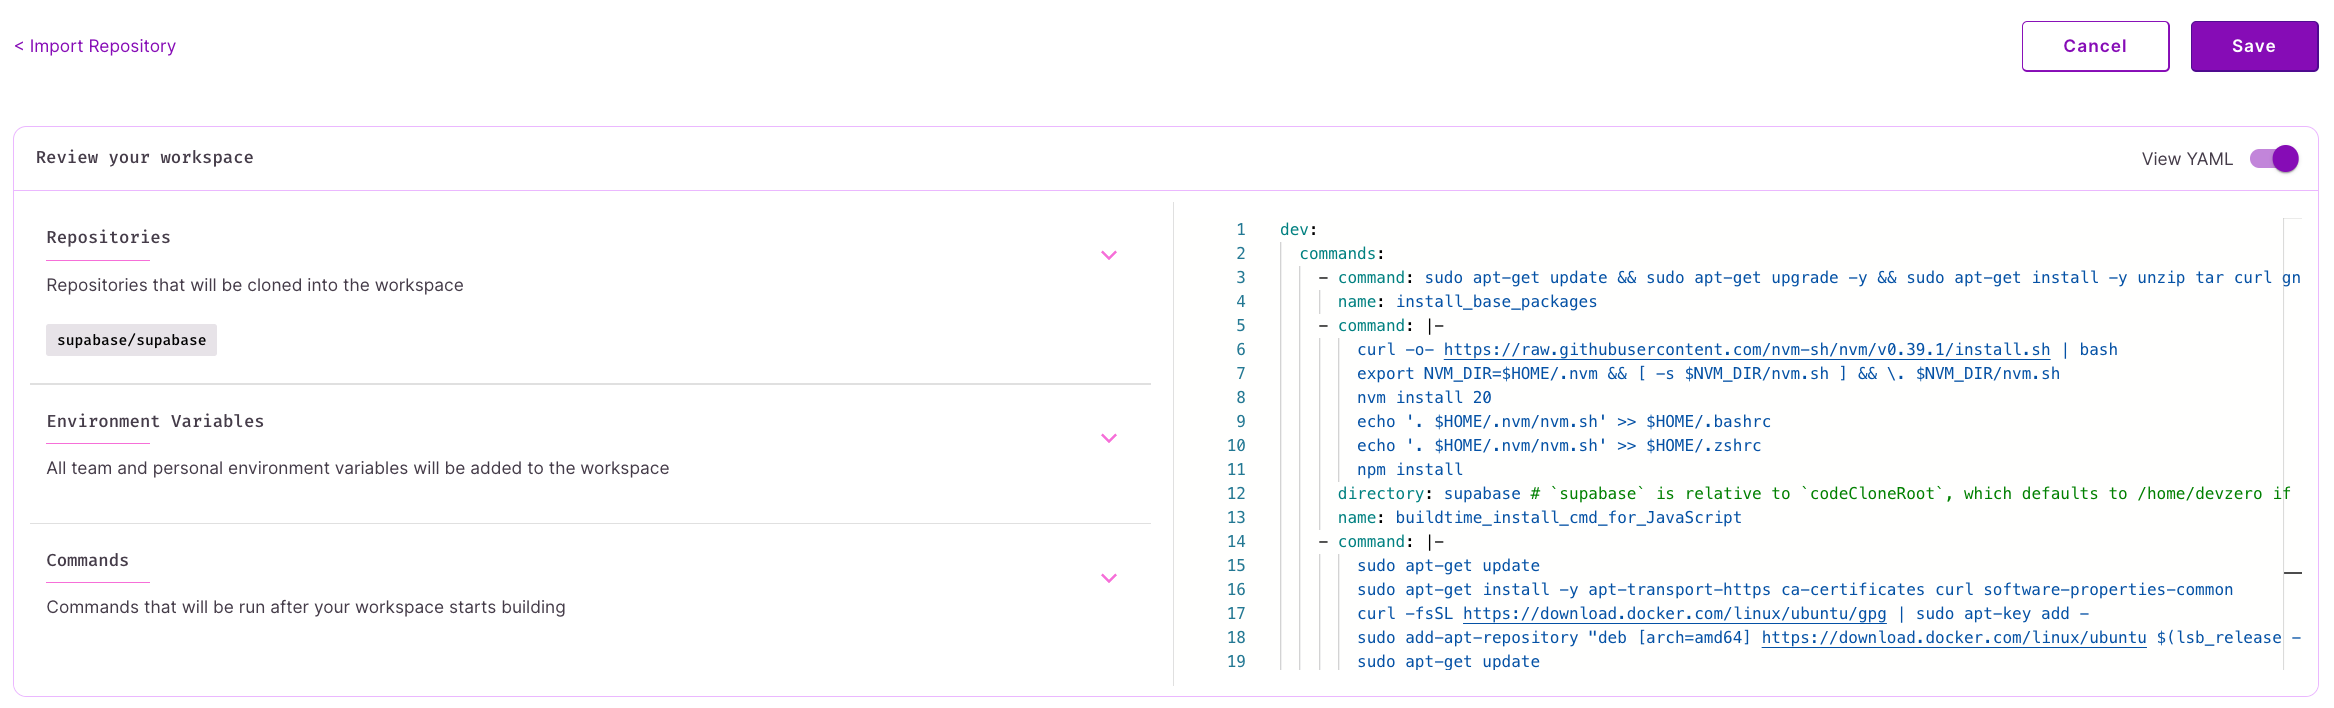 < Import Repository
Cancel
Save
Review your workspace
View YAML
Repositories
Repositories that will be cloned into the workspace
supabase/supabase
Environment Variables
All team and personal environment variables will be added to the workspace
Commands
Commands that will be run after your workspace starts building
1 dev:
2 commands:
3 - command: sudo apt-get update && sudo apt-get upgrade -y && sudo apt-get install -y unzip tar curl gn
4 name: install_base_packages
5 - command: |-
6 curl -o- https://raw.githubusercontent.com/nvm-sh/nvm/v0.39.1/install.sh | bash
7 export NVM_DIR=$HOME/.nvm && [ -s $NVM_DIR/nvm.sh ] && \. $NVM_DIR/nvm.sh
8 nvm install 20
9 echo '. $HOME/.nvm/nvm.sh' >> $HOME/.bashrc
10 echo '. $HOME/.nvm/nvm.sh' >> $HOME/.zshrc
11 npm install
12 directory: supabase # `supabase` is relative to `codeCloneRoot`, which defaults to /home/devzero if
13 name: buildtime_install_cmd_for_JavaScript
14 - command: |-
15 sudo apt-get update
16 sudo apt-get install -y apt-transport-https ca-certificates curl software-properties-common
17 curl -fsSL https://download.docker.com/linux/ubuntu/gpg | sudo apt-key add -
18 sudo add-apt-repository "deb [arch=amd64] https://download.docker.com/linux/ubuntu $(lsb_release -
19 sudo apt-get update